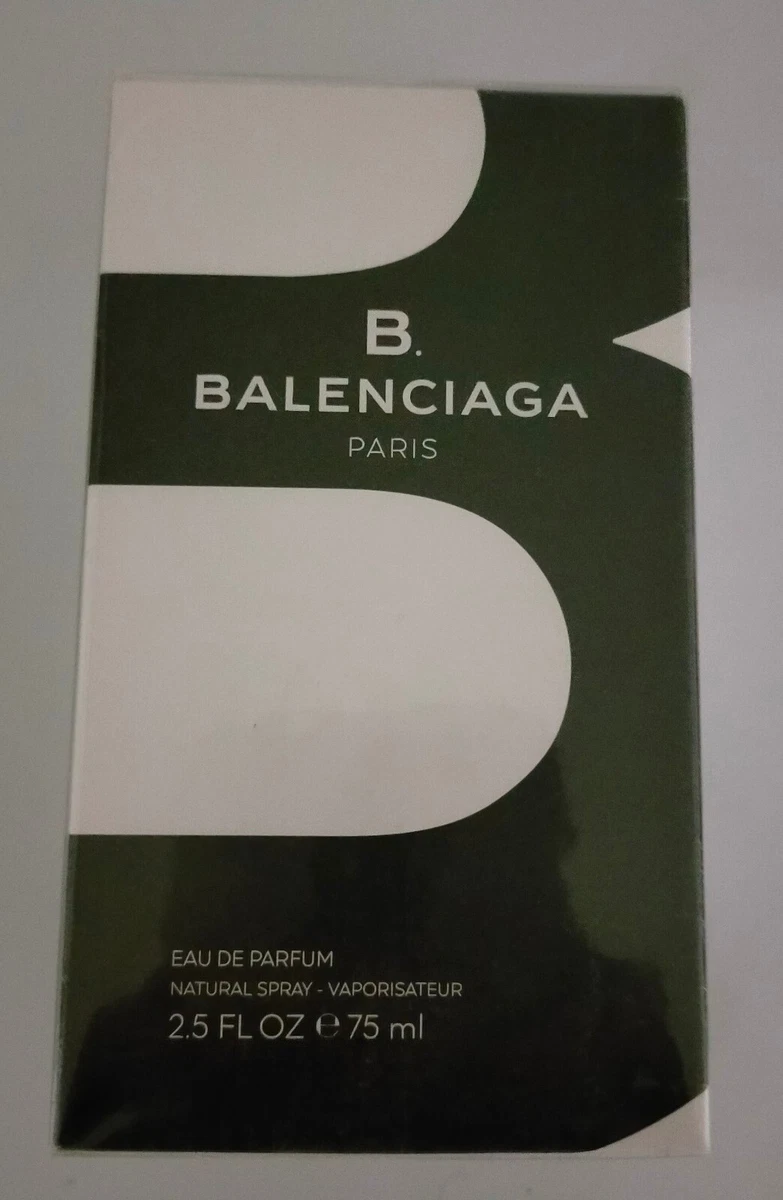 B.
BALENCIAGA
PARIS
EAU DE PARFUM
NATURAL SPRAY - VAPORISATEUR
2.5 FL OZ ℮ 75 ml